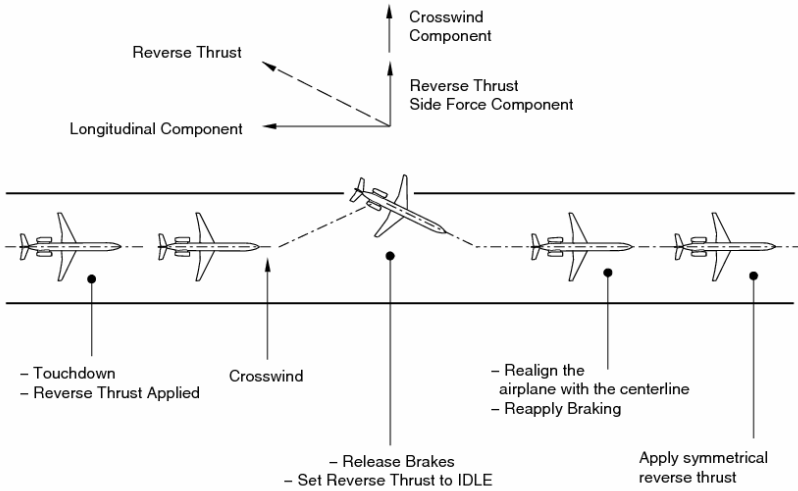 Crosswind
Component
Reverse Thrust
Reverse Thrust
Side Force Component
Longitudinal Component
– Touchdown
– Reverse Thrust Applied
Crosswind
– Release Brakes
– Set Reverse Thrust to IDLE
– Realign the
airplane with the centerline
– Reapply Braking
Apply symmetrical
reverse thrust